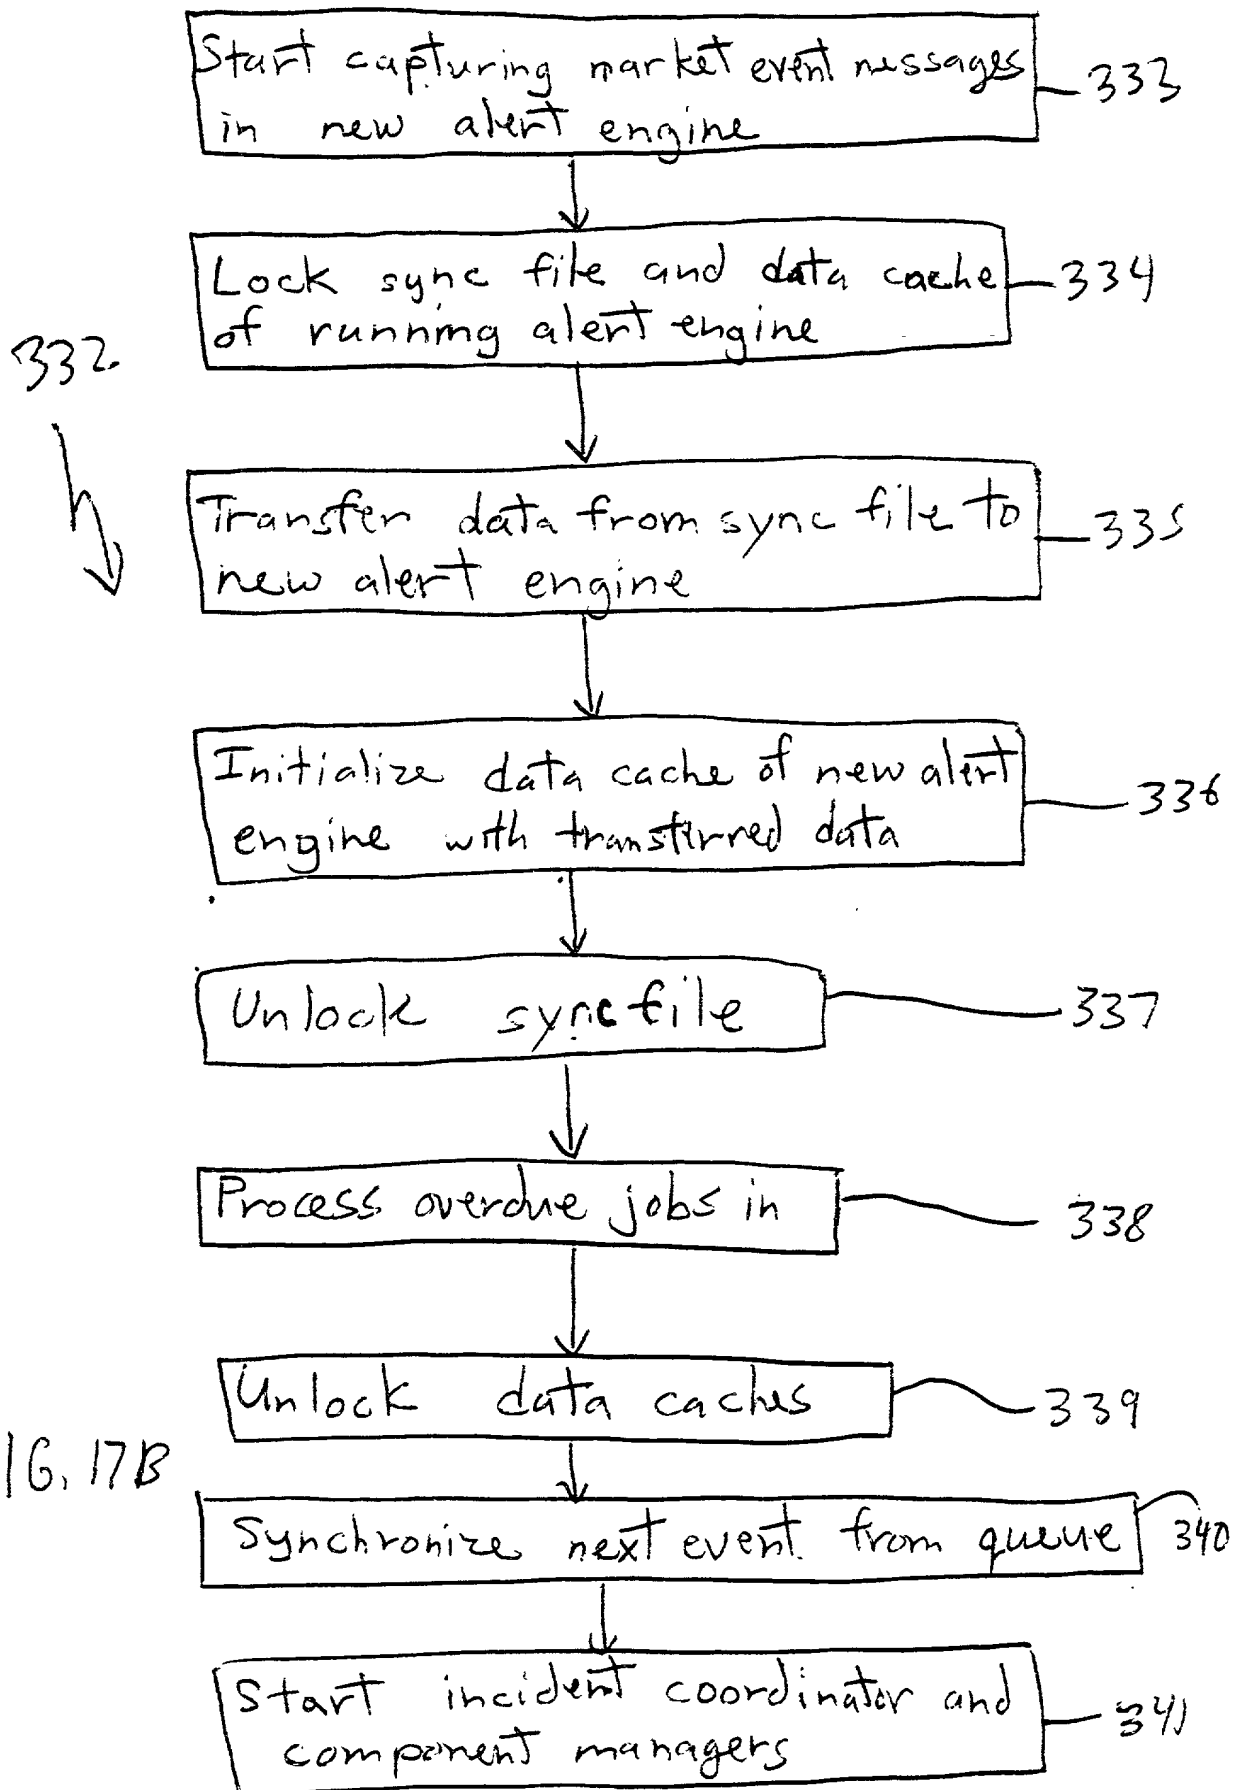 Start capturing market event messages
in new alert engine
333
Lock sync file and data cache
of running alert engine
334
332
Transfer data from sync file to
new alert engine
335
Initialize data cache of new alert
engine with transferred data
336
Unlock sync file
337
Process overdue jobs in
338
Unlock data caches
339
IG. 17B
Synchronize next event from queue
340
Start incident coordinator and
component managers
341